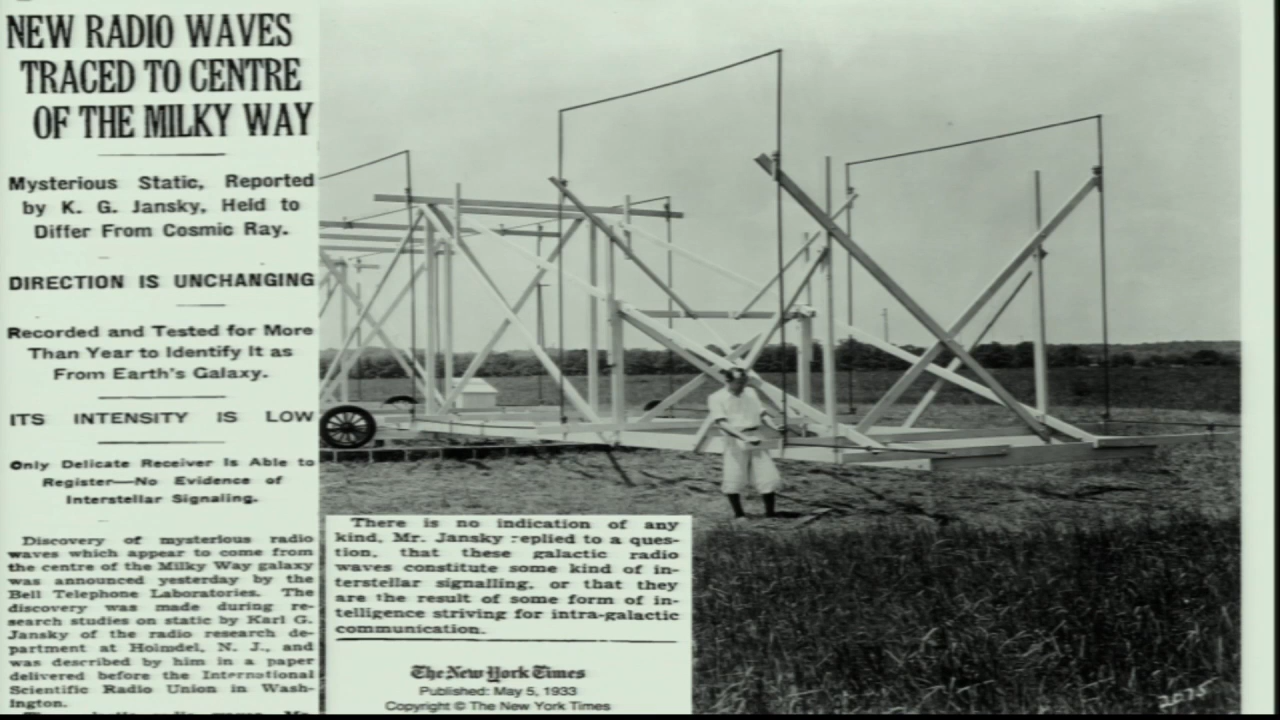 NEW RADIO WAVES
TRACED TO CENTRE
OF THE MILKY WAY
Mysterious Static, Reported
by K. G. Jansky, Held to
Differ From Cosmic Ray.
DIRECTION IS UNCHANGING
Recorded and Tested for More
Than Year to Identify It as
From Earth's Galaxy.
ITS INTENSITY IS LOW
Only Delicate Receiver Is Able to
Register—No Evidence of
Interstellar Signaling.
Discovery of mysterious radio
waves which appear to come from
the centre of the Milky Way galaxy
was announced yesterday by the
Bell Telephone Laboratories. The
discovery was made during re-
search studies on static by Karl G.
Jansky of the radio research de-
partment at Holmdel, N. J., and
was described by him in a paper
delivered before the International
Scientific Radio Union in Wash-
ington.
There is no indication of any
kind, Mr. Jansky replied to a ques-
tion, that these galactic radio
waves constitute some kind of in-
terstellar signalling, or that they
are the result of some form of in-
telligence striving for intra-galactic
communication.
The New York Times
Published: May 5, 1933
Copyright © The New York Times
2075